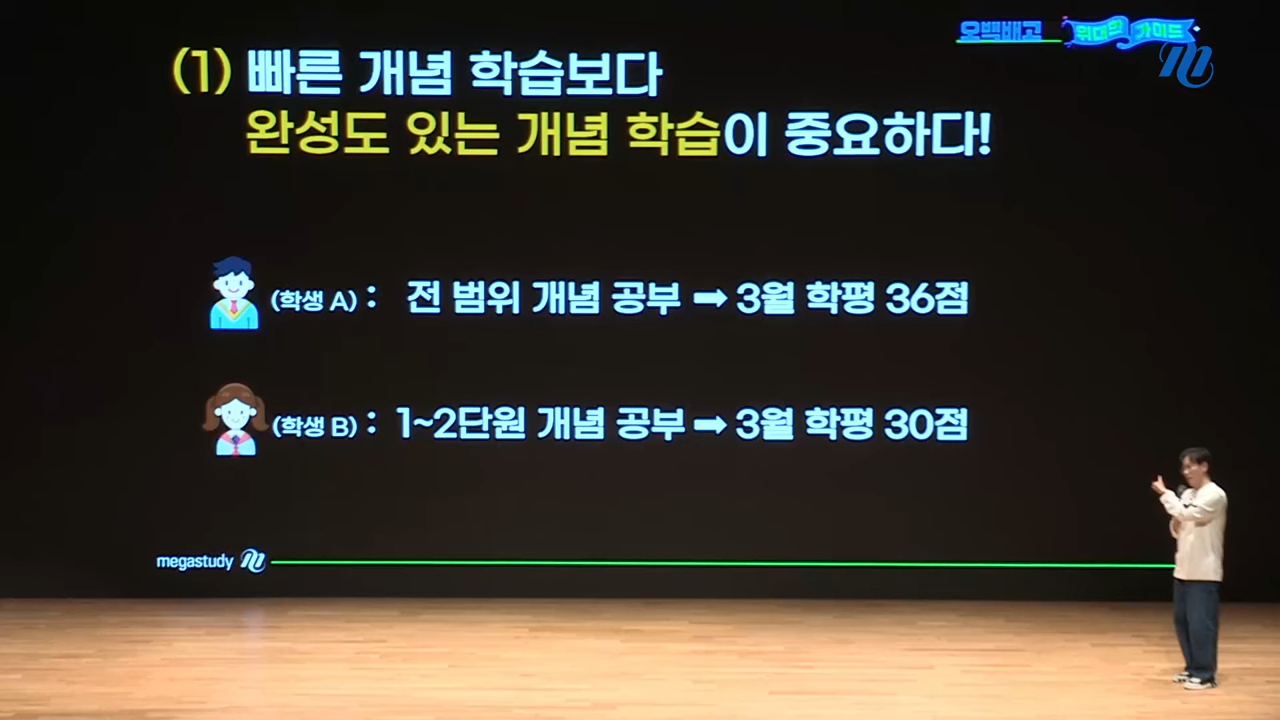 오백배고 위대한 가이드
(1) 빠른 개념 학습보다
완성도 있는 개념 학습이 중요하다!
(학생 A) : 전 범위 개념 공부 ➡ 3월 학평 36점
(학생 B) : 1~2단원 개념 공부 ➡ 3월 학평 30점
megastudy